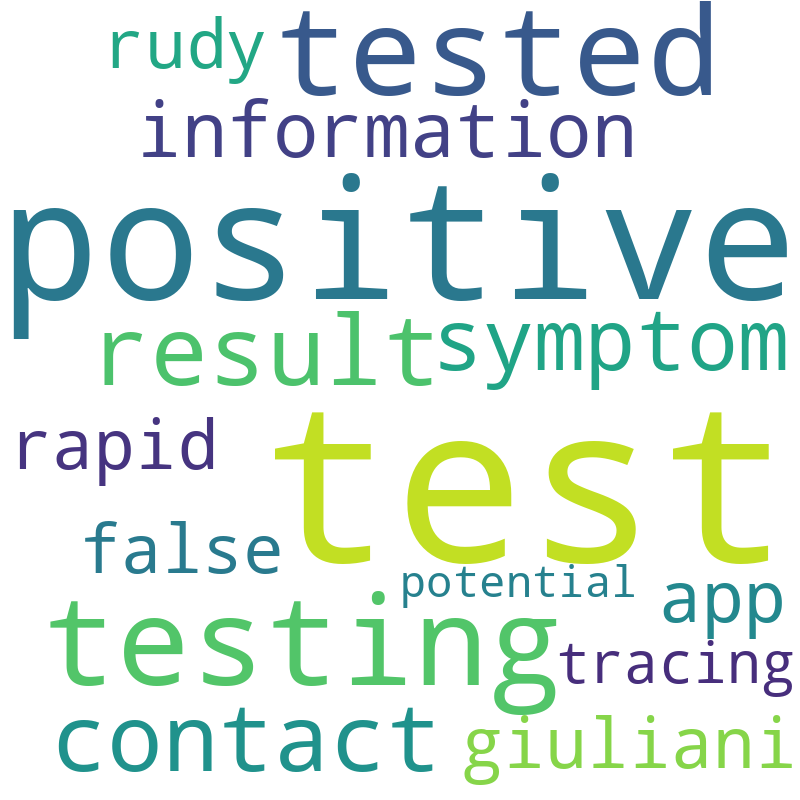 rudy tested
information
positive
result symptom
rapid test
false
potential app
testing tracing
contact giuliani